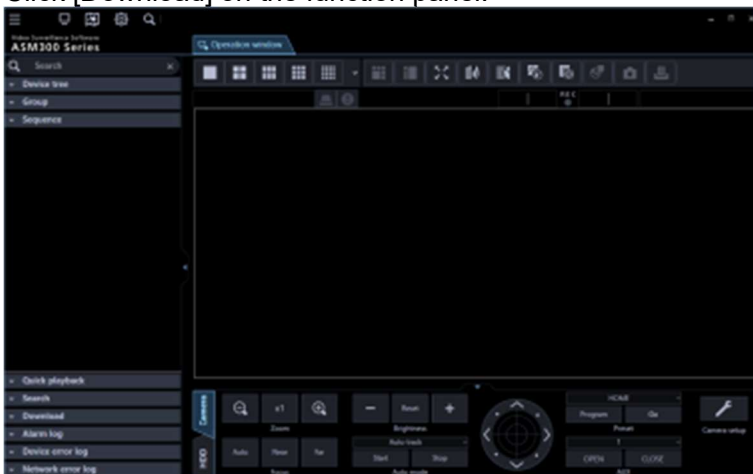 Click [Download] on the function panel.
Video Surveillance Software
ASM300 Series
Operation window
Search
Device tree
Group
Sequence
REC
Quick playback
Search
Download
Alarm log
Device error log
Network error log
Camera
HDD
x1
Zoom
Reset
Brightness
Auto
Near
Far
Focus
Auto track
Start
Stop
Auto mode
HOME
Program
Go
Preset
1
OPEN
CLOSE
AUX
Camera setup